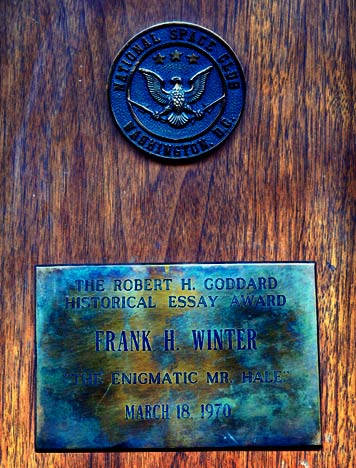 NATIONAL SPACE CLUB
WASHINGTON, D.C.
THE ROBERT H. GODDARD
HISTORICAL ESSAY AWARD
FRANK H. WINTER
"THE ENIGMATIC MR. HALE"
MARCH 18, 1970